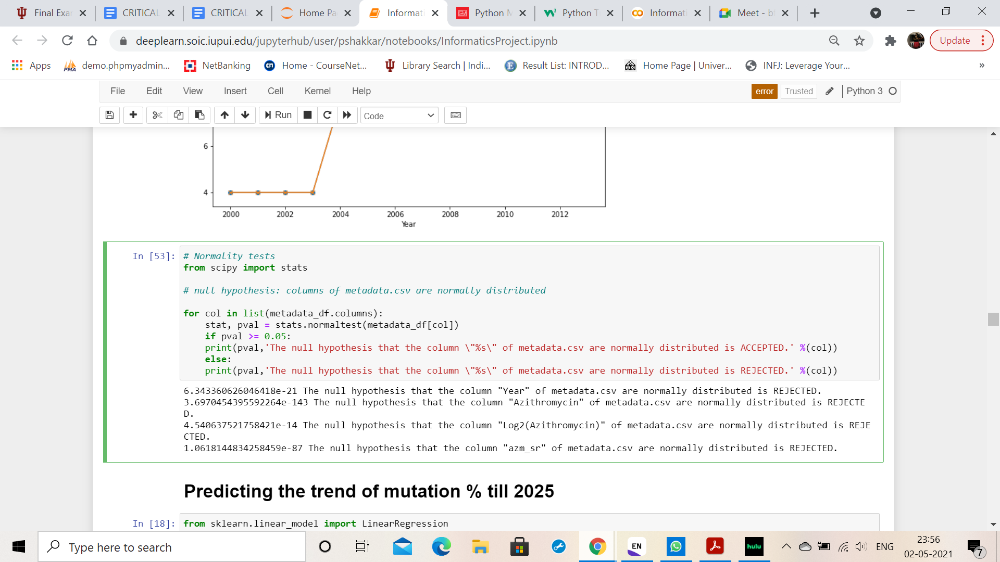 Final Exa
CRITICAL
CRITICAL
Home Pa
Informati
Python M
Python T
Informati
Meet - b
deeplearn.soic.iupui.edu/jupyterhub/user/pshakkar/notebooks/InformaticsProject.ipynb
Update
Apps
demo.phpmyadmin...
NetBanking
Home - CourseNet...
Library Search | Indi...
Result List: INTROD...
Home Page | Univer...
INFJ: Leverage Your...
»
File Edit View Insert Cell Kernel Help
error
Trusted
Python 3
Run
Code
6
4
2000 2002 2004 2006 2008 2010 2012
Year
In [53]:
# Normality tests
from scipy import stats
# null hypothesis: columns of metadata.csv are normally distributed
for col in list(metadata_df.columns):
    stat, pval = stats.normaltest(metadata_df[col])
    if pval >= 0.05:
    print(pval,'The null hypothesis that the column \"%s\" of metadata.csv are normally distributed is ACCEPTED.' %(col))
    else:
    print(pval,'The null hypothesis that the column \"%s\" of metadata.csv are normally distributed is REJECTED.' %(col))
6.343360626046418e-21 The null hypothesis that the column "Year" of metadata.csv are normally distributed is REJECTED.
3.6970454395592264e-143 The null hypothesis that the column "Azithromycin" of metadata.csv are normally distributed is REJECTE
D.
4.540637521758421e-14 The null hypothesis that the column "Log2(Azithromycin)" of metadata.csv are normally distributed is REJE
CTED.
1.0618144834258459e-87 The null hypothesis that the column "azm_sr" of metadata.csv are normally distributed is REJECTED.
Predicting the trend of mutation % till 2025
In [18]:
from sklearn.linear_model import LinearRegression
Type here to search
EN
hulu
ENG
23:56
02-05-2021
7